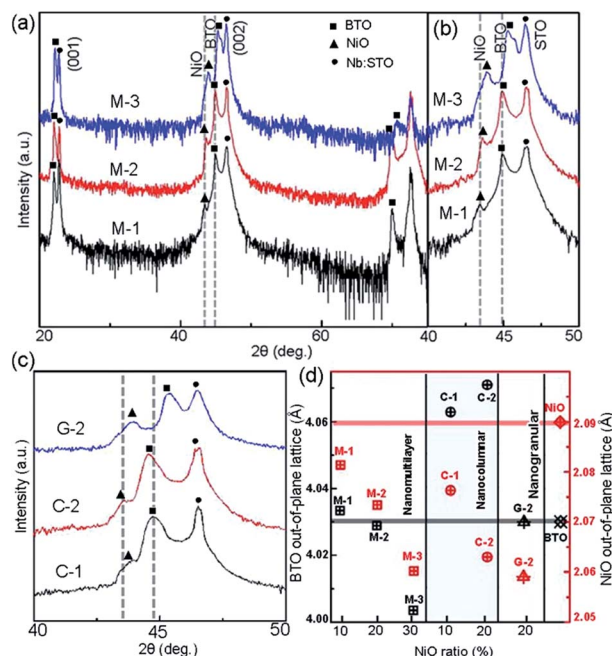 (a)
■ BTO
▲ NiO
● Nb:STO
(001)
NiO
BTO
(002)
M-3
M-2
M-1
Intensity (a.u.)
20 40 60
2θ (deg.)
(b)
NiO
BTO
STO
M-3
M-2
M-1
40 45 50
2θ (deg.)
(c)
G-2
C-2
C-1
Intensity (a.u.)
40 45 50
2θ (deg.)
(d)
BTO out-of-plane lattice (Å)
4.06
4.04
4.02
4.00
M-1
M-1
M-2
M-2
M-3
M-3
Nanomultilayer
C-1
C-2
C-1
C-2
Nanocolumnar
Nanogranular
G-2
G-2
NiO
BTO
2.09
2.08
2.07
2.06
2.05
NiO out-of-plane lattice (Å)
10 20 30 10 20 20
NiO ratio (%)